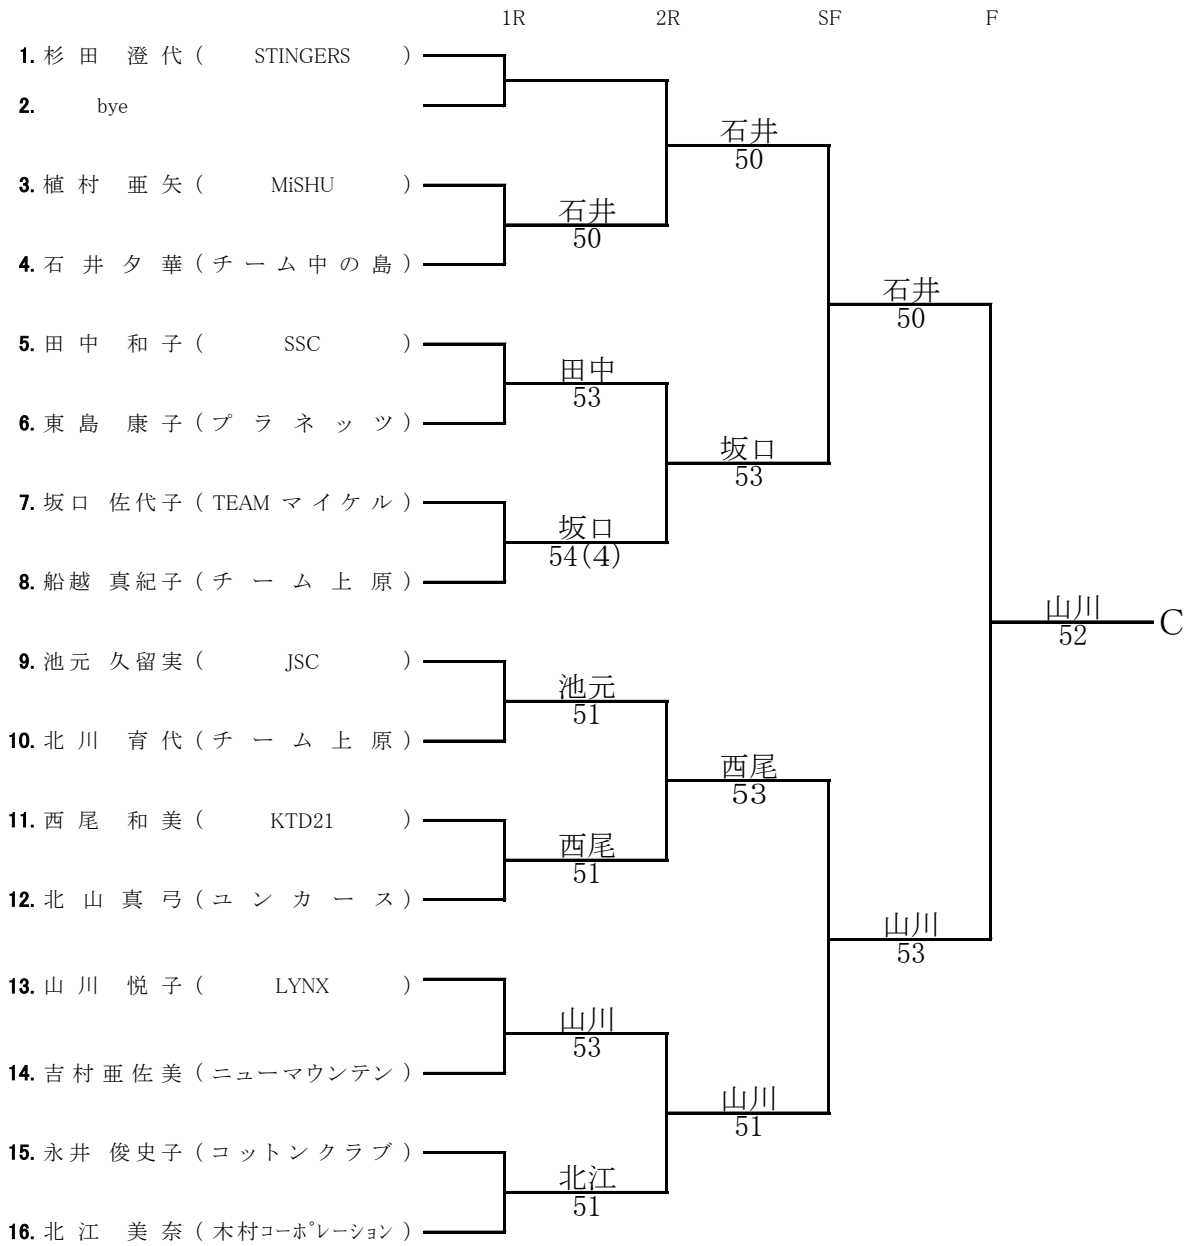 1R 2R SF F
1. 杉田 澄代 ( STINGERS )
2. bye
石井
50
3. 植村 亜矢 ( MiSHU )
石井
50
4. 石井夕華 ( チーム中の島 )
石井
50
5. 田中 和子 ( SSC )
田中
53
6. 東島 康子 ( プラネッツ )
坂口
53
7. 坂口 佐代子 ( TEAM マイケル )
坂口
54(4)
8. 船越 真紀子 ( チーム上原 )
山川
52
C
9. 池元 久留実 ( JSC )
池元
51
10. 北川 育代 ( チーム上原 )
西尾
53
11. 西尾 和美 ( KTD21 )
西尾
51
12. 北山真弓 ( ユンカース )
山川
53
13. 山川 悦子 ( LYNX )
山川
53
14. 吉村亜佐美 ( ニューマウンテン )
山川
51
15. 永井 俊史子 ( コットンクラブ )
北江
51
16. 北江 美奈 ( 木村コーポレーション )